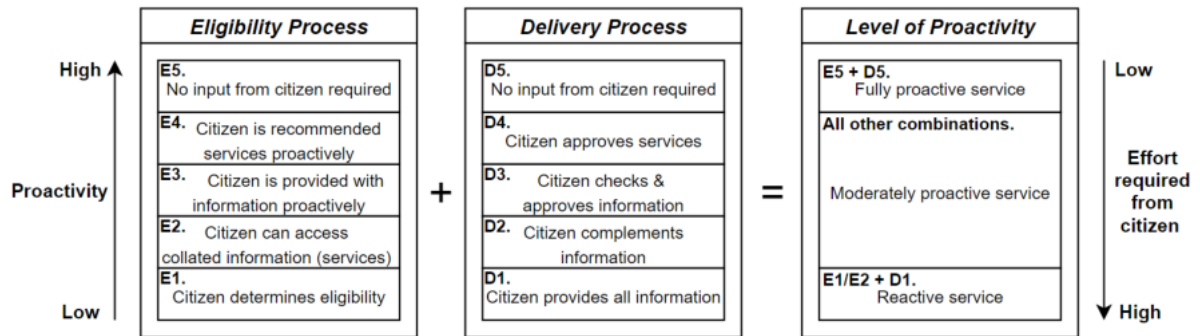 Eligibility Process
Delivery Process
Level of Proactivity
High
Proactivity
Low
E5.
No input from citizen required
E4.
Citizen is recommended
services proactively
E3.
Citizen is provided with
information proactively
E2.
Citizen can access
collated information (services)
E1.
Citizen determines eligibility
+
D5.
No input from citizen required
D4.
Citizen approves services
D3.
Citizen checks &
approves information
D2.
Citizen complements
information
D1.
Citizen provides all information
=
E5 + D5.
Fully proactive service
All other combinations.
Moderately proactive service
E1/E2 + D1.
Reactive service
Low
Effort
required
from
citizen
High